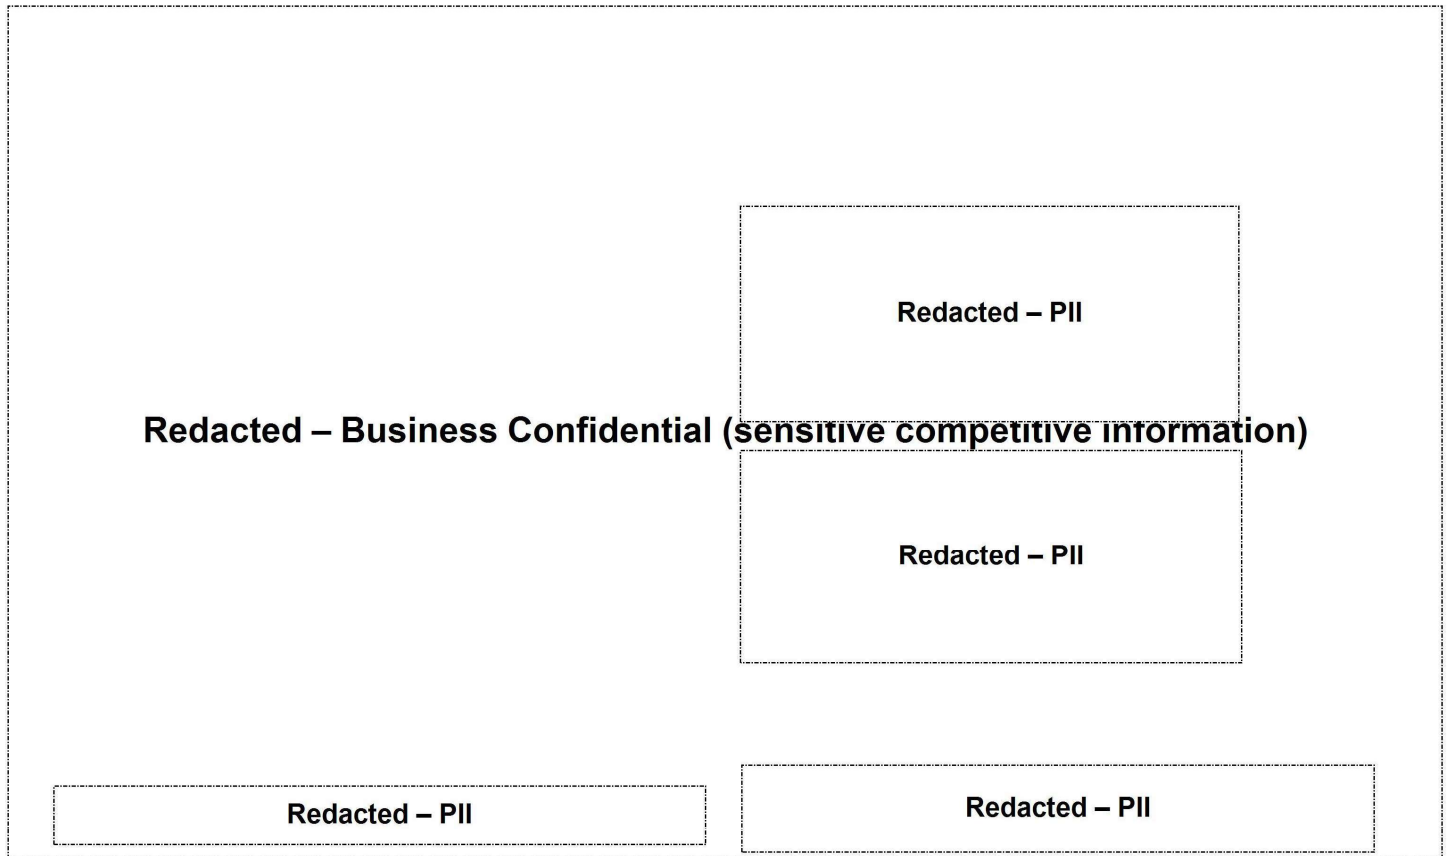 Redacted – PII
Redacted – Business Confidential (sensitive competitive information)
Redacted – PII
Redacted – PII
Redacted – PII